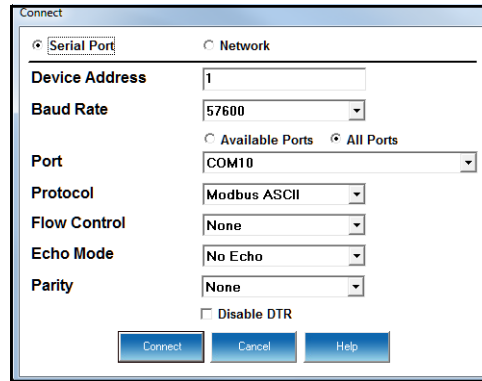 Connect
Serial Port Network
Device Address 1
Baud Rate 57600
Available Ports All Ports
Port COM10
Protocol Modbus ASCII
Flow Control None
Echo Mode No Echo
Parity None
Disable DTR
Connect Cancel Help